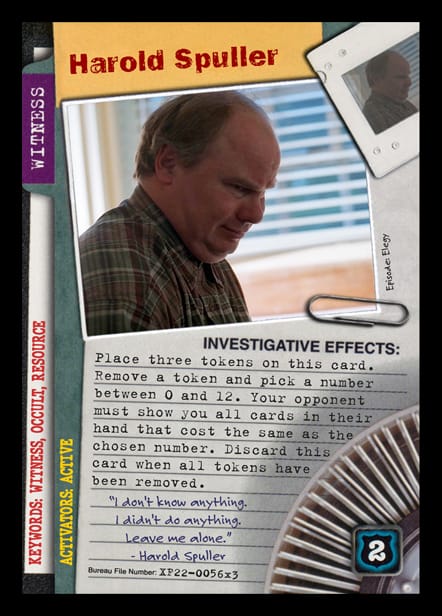 Harold Spuller
WITNESS
Episode: Elegy
INVESTIGATIVE EFFECTS:
Place three tokens on this card.
Remove a token and pick a number
between 0 and 12. Your opponent
must show you all cards in their
hand that cost the same as the
chosen number. Discard this
card when all tokens have
been removed.
"I don't know anything.
I didn't do anything.
Leave me alone."
- Harold Spuller
Bureau File Number: XP22-0056x3
2
KEYWORDS: WITNESS, OCCULT, RESOURCE
ACTIVATORS: ACTIVE